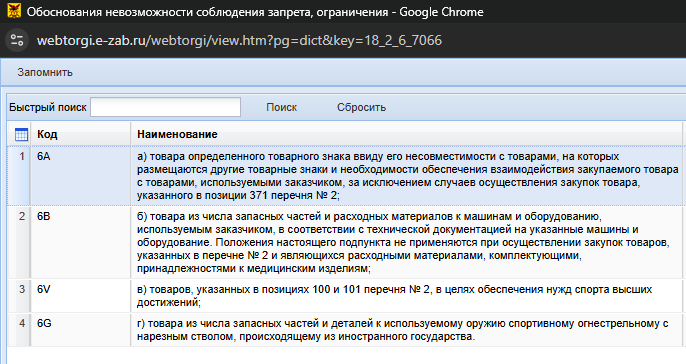 Обоснования невозможности соблюдения запрета, ограничения - Google Chrome
webtorgi.e-zab.ru/webtorgi/view.htm?pg=dict&key=18_2_6_7066
Запомнить
Быстрый поиск Поиск Сбросить
Код Наименование
1 6A а) товара определенного товарного знака ввиду его несовместимости с товарами, на которых
размещаются другие товарные знаки и необходимости обеспечения взаимодействия закупаемого товара
с товарами, используемыми заказчиком, за исключением случаев осуществления закупок товара,
указанного в позиции 371 перечня № 2;
2 6B б) товара из числа запасных частей и расходных материалов к машинам и оборудованию,
используемым заказчиком, в соответствии с технической документацией на указанные машины и
оборудование. Положения настоящего подпункта не применяются при осуществлении закупок товаров,
указанных в перечне № 2 и являющихся расходными материалами, комплектующими,
принадлежностями к медицинским изделиям;
3 6V в) товаров, указанных в позициях 100 и 101 перечня № 2, в целях обеспечения нужд спорта высших
достижений;
4 6G г) товара из числа запасных частей и деталей к используемому оружию спортивному огнестрельному с
нарезным стволом, происходящему из иностранного государства.